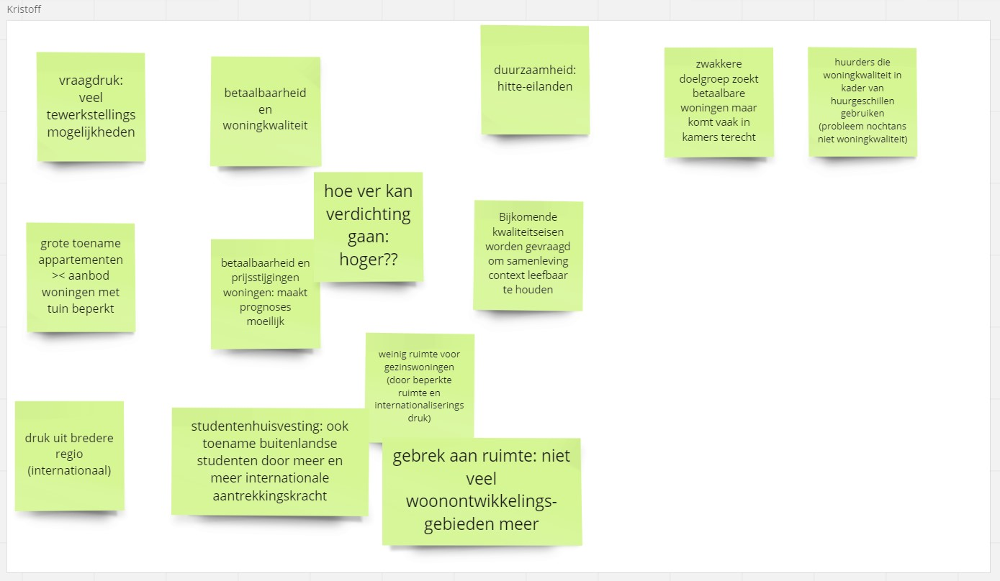 Kristoff
vraagdruk:
veel
tewerkstellings
mogelijkheden
betaalbaarheid
en
woningkwaliteit
duurzaamheid:
hitte-eilanden
zwakkere
doelgroep zoekt
betaalbare
woningen maar
komt vaak in
kamers terecht
huurders die
woningkwaliteit in
kader van
huurgeschillen
gebruiken
(probleem nochtans
niet woningkwaliteit)
hoe ver kan
verdichting
gaan:
hoger??
grote toename
appartementen
>< aanbod
woningen met
tuin beperkt
betaalbaarheid en
prijsstijgingen
woningen: maakt
prognoses
moeilijk
Bijkomende
kwaliteitseisen
worden gevraagd
om samenleving
context leefbaar
te houden
weinig ruimte voor
gezinswoningen
(door beperkte
ruimte en
internationaliserings
druk)
druk uit bredere
regio
(internationaal)
studentenhuisvesting: ook
toename buitenlandse
studenten door meer en
meer internationale
aantrekkingskracht
gebrek aan ruimte: niet
veel
woonontwikkelings-
gebieden meer